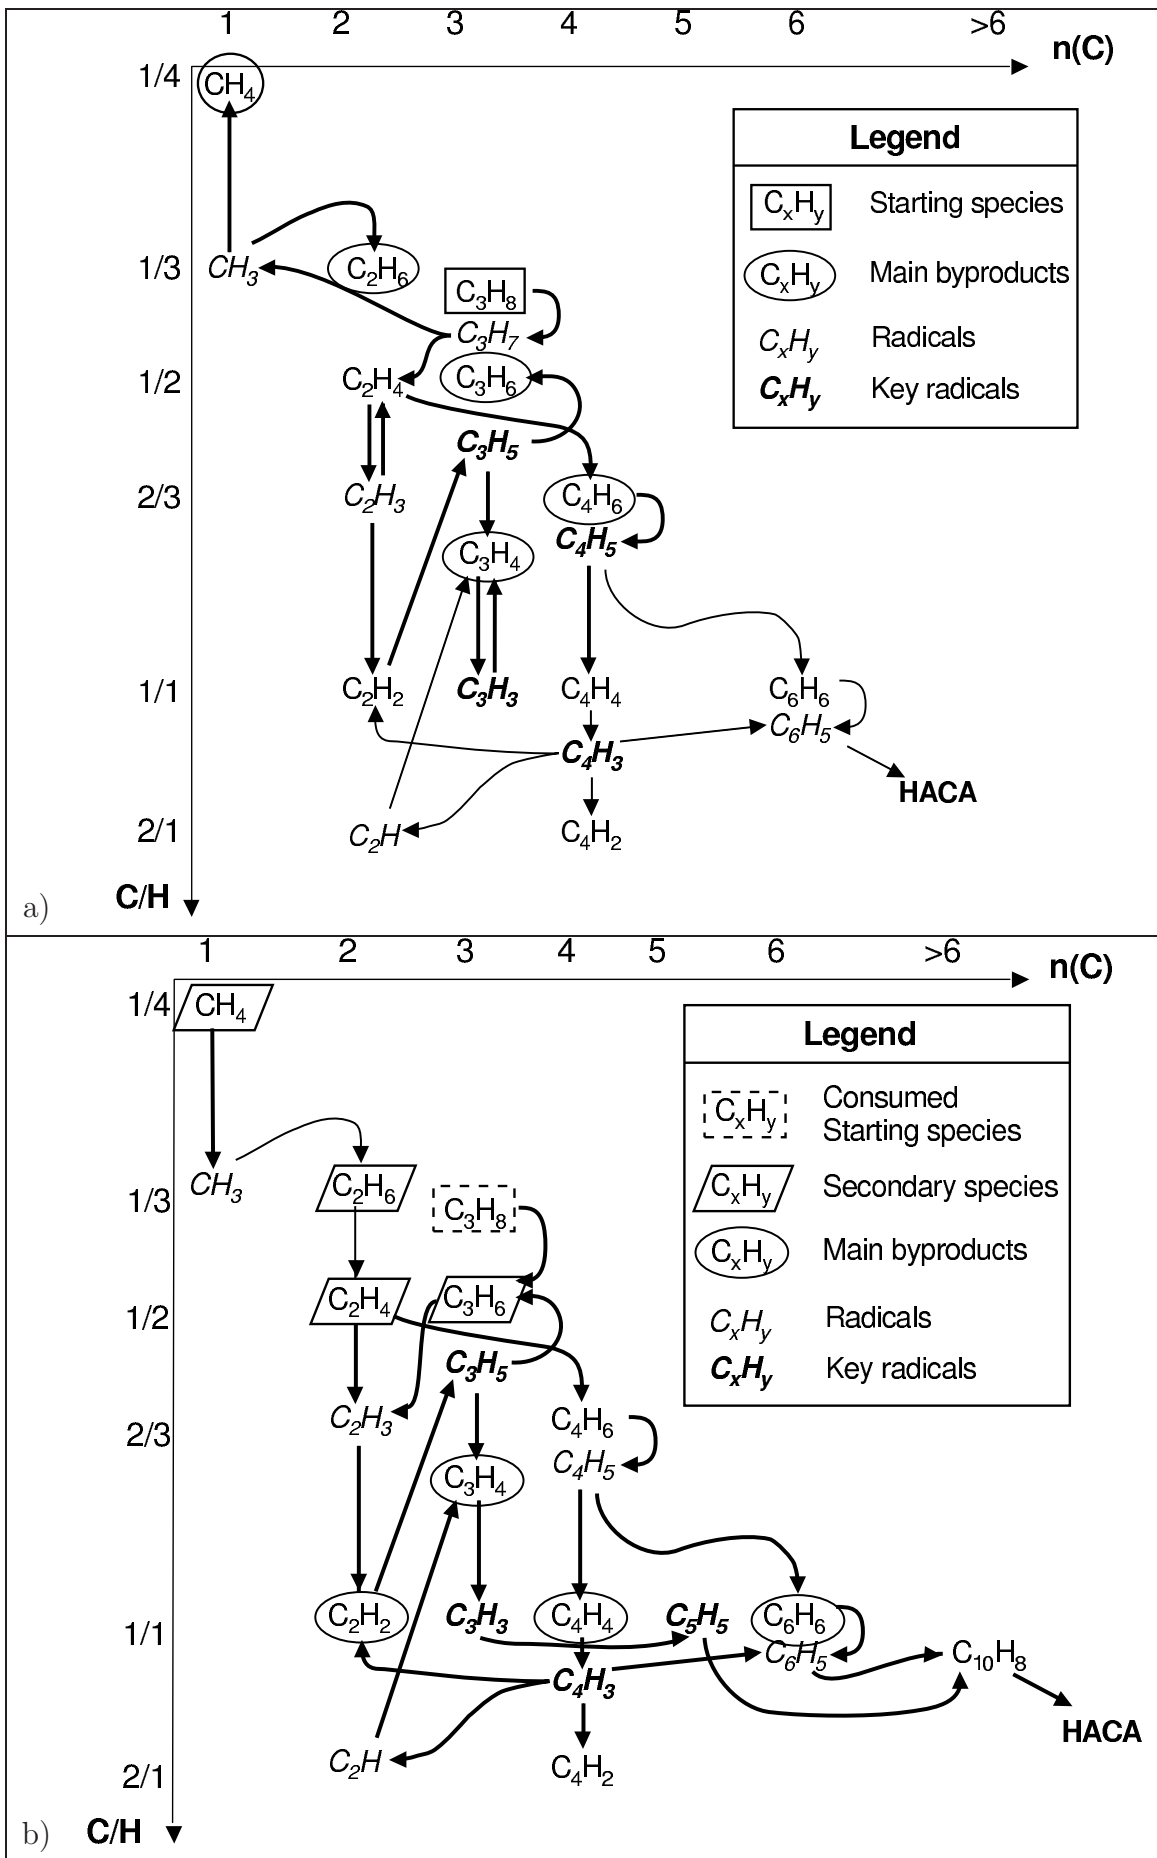 1 2 3 4 5 6 >6
n(C)
1/4 CH4
Legend
CxHy Starting species
1/3 CH3 C2H6
CxHy Main byproducts
C3H8
C3H7
CxHy Radicals
1/2 C2H4 C3H6
CxHy Key radicals
C3H5
2/3 C2H3 C4H6
C4H5
C3H4
1/1 C2H2 C3H3 C4H4 C6H6
C6H5
C4H3
HACA
2/1 C2H C4H2
C/H
a)
1 2 3 4 5 6 >6
n(C)
1/4 CH4
Legend
CxHy Consumed
Starting species
1/3 CH3 C2H6
CxHy Secondary species
C3H8
CxHy Main byproducts
1/2 C2H4 C3H6
CxHy Radicals
C3H5
CxHy Key radicals
2/3 C2H3 C4H6
C4H5
C3H4
1/1 C2H2 C3H3 C4H4 C5H5 C6H6
C6H5 C10H8
C4H3
HACA
2/1 C2H C4H2
C/H
b)